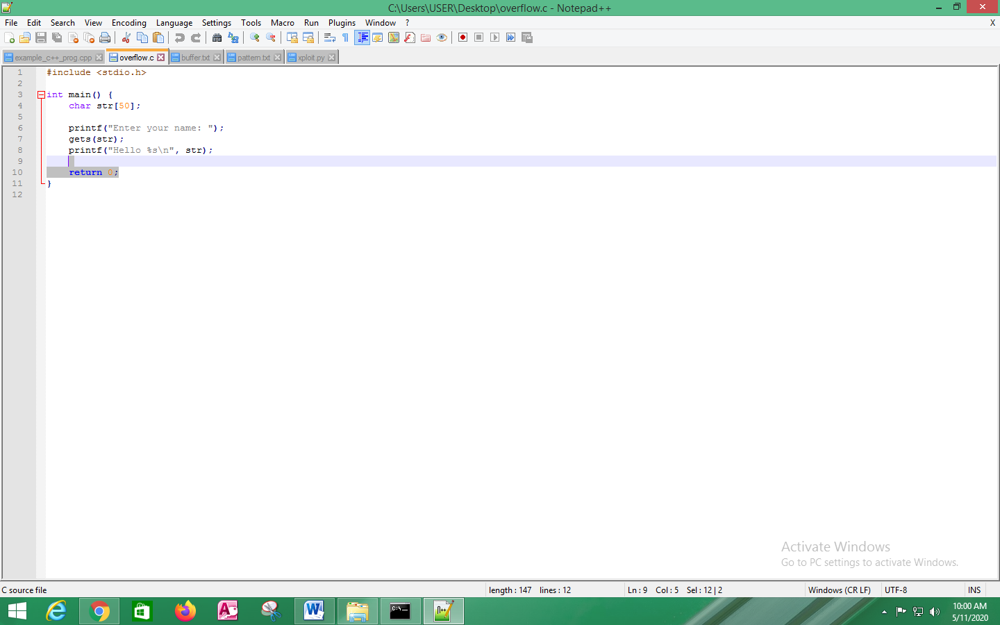 C:\Users\USER\Desktop\overflow.c - Notepad++
File Edit Search View Encoding Language Settings Tools Macro Run Plugins Window ? X
example_c++_prog.cpp overflow.c buffer.txt pattern.txt xploit.py
1 #include <stdio.h>
2
3 int main() {
4 char str[50];
5
6 printf("Enter your name: ");
7 gets(str);
8 printf("Hello %s\n", str);
9
10 return 0;
11 }
12
Activate Windows
Go to PC settings to activate Windows.
C source file length : 147 lines : 12 Ln : 9 Col : 5 Sel : 12 | 2 Windows (CR LF) UTF-8 INS
10:00 AM
5/11/2020